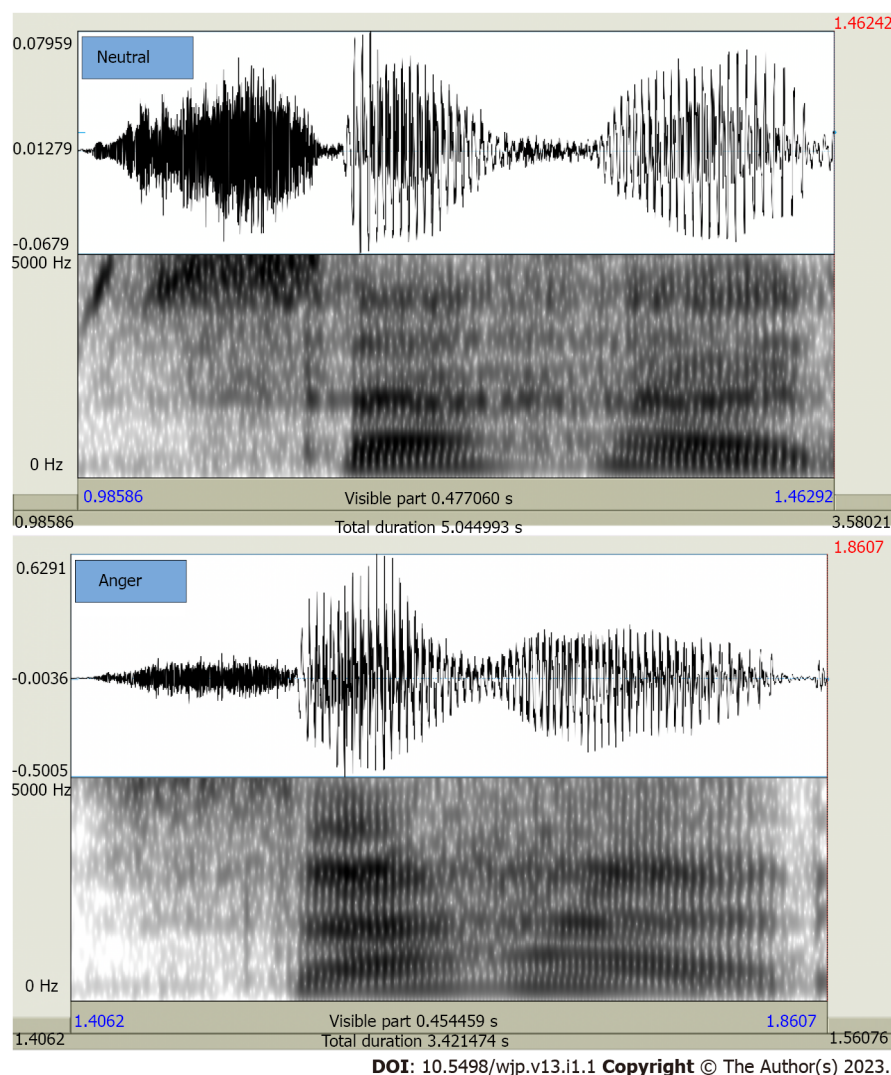 1.46242
0.07959
Neutral
0.01279
-0.0679
5000 Hz
0 Hz
0.98586 Visible part 0.477060 s 1.46292
0.98586 Total duration 5.044993 s 3.58021
1.8607
0.6291
Anger
-0.0036
-0.5005
5000 Hz
0 Hz
1.4062 Visible part 0.454459 s 1.8607
1.4062 Total duration 3.421474 s 1.56076
DOI: 10.5498/wjp.v13.i1.1 Copyright © The Author(s) 2023.